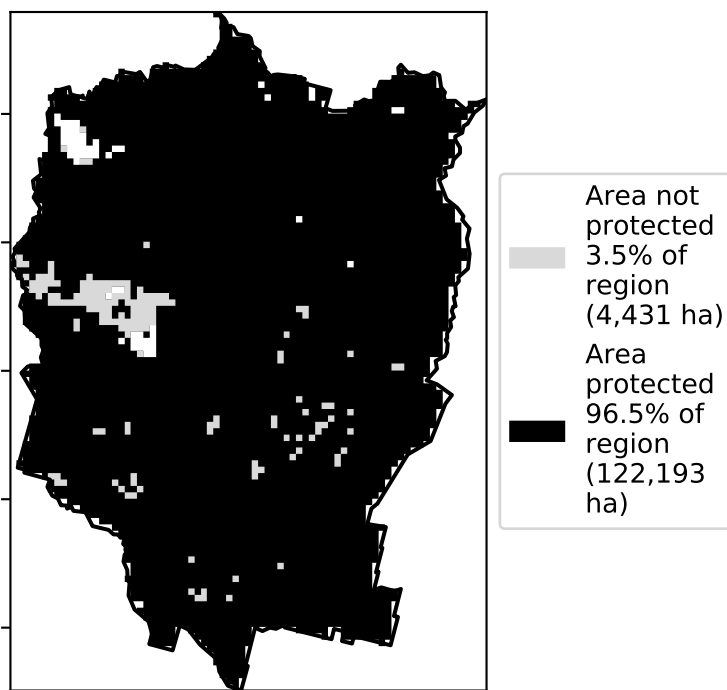 Area not
protected
3.5% of
region
(4,431 ha)
Area
protected
96.5% of
region
(122,193
ha)